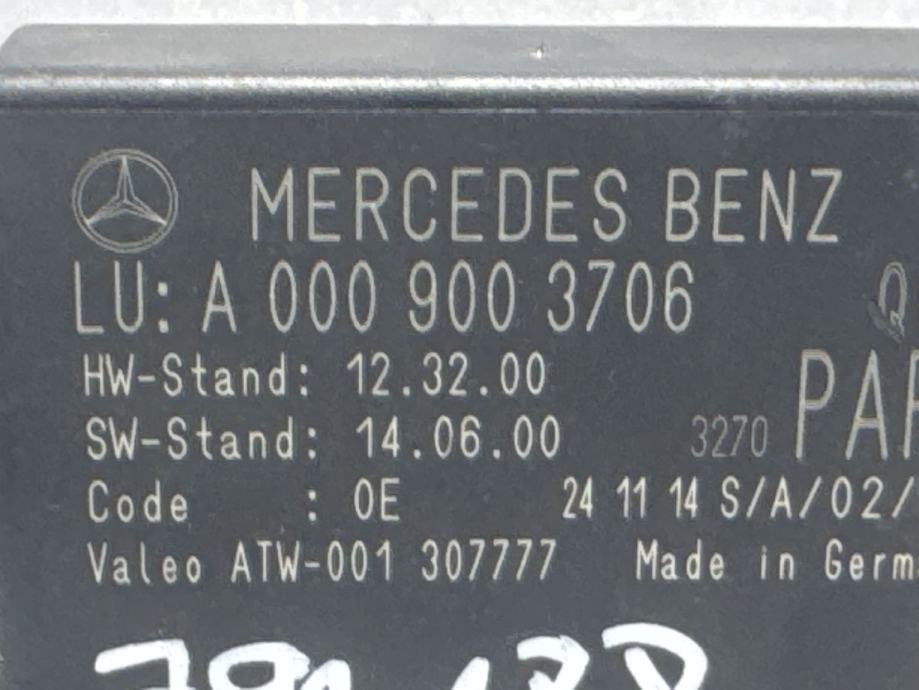 MERCEDES BENZ
LU: A 000 900 3706
HW-Stand: 12.32.00
SW-Stand: 14.06.00 3270
Code : 0E 24 11 14 S/A/02/
Valeo ATW-001 307777 Made in